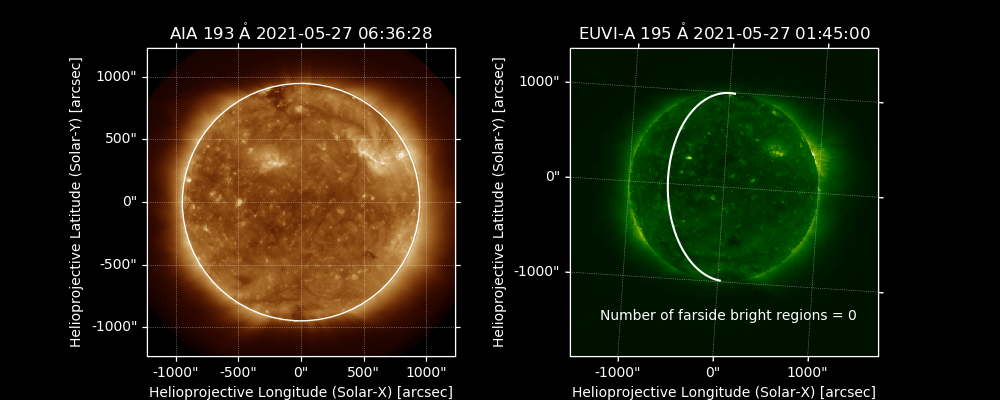 AIA 193 Å 2021-05-27 06:36:28
EUVI-A 195 Å 2021-05-27 01:45:00
Helioprojective Latitude (Solar-Y) [arcsec]
1000"
500"
0"
-500"
-1000"
-1000"
-500"
0"
500"
1000"
Helioprojective Longitude (Solar-X) [arcsec]
Helioprojective Latitude (Solar-Y) [arcsec]
1000"
0"
-1000"
Number of farside bright regions = 0
-1000"
0"
1000"
Helioprojective Longitude (Solar-X) [arcsec]